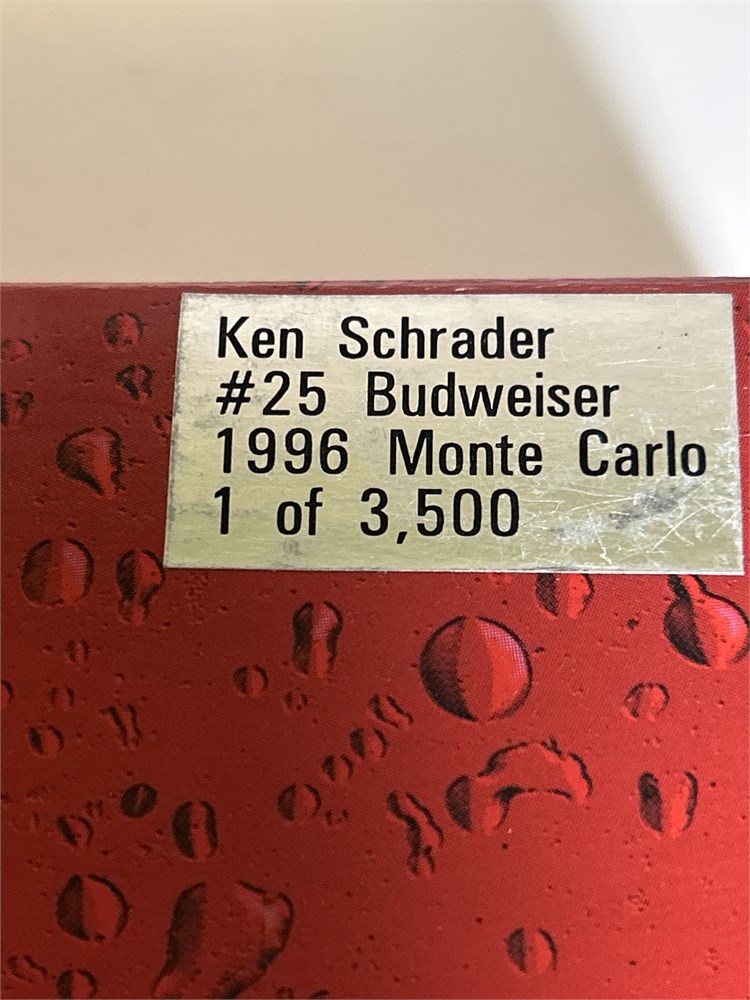 Ken Schrader
#25 Budweiser
1996 Monte Carlo
1 of 3,500